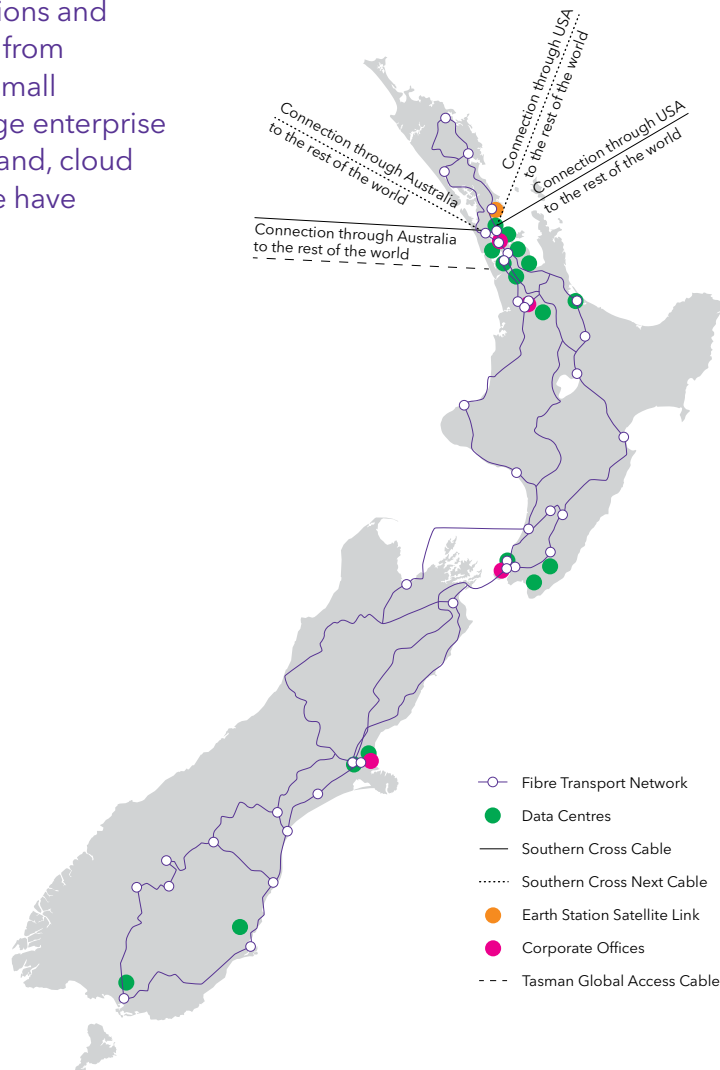 ions and
from
mall
ge enterprise
and, cloud
e have
Connection through USA
to the rest of the world
Connection through USA
to the rest of the world
Connection through Australia
to the rest of the world
Connection through Australia
to the rest of the world
Fibre Transport Network
Data Centres
Southern Cross Cable
Southern Cross Next Cable
Earth Station Satellite Link
Corporate Offices
Tasman Global Access Cable